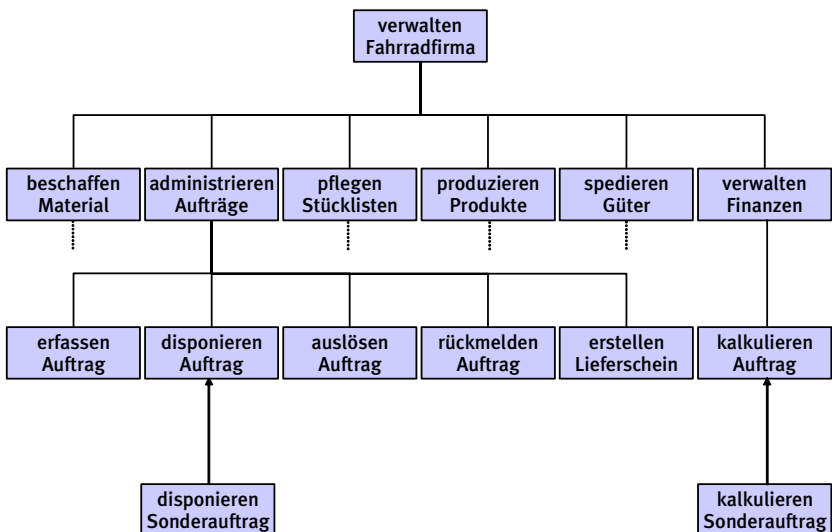 verwalten
Fahrradfirma
beschaffen
Material
administrieren
Aufträge
pflegen
Stücklisten
produzieren
Produkte
spedieren
Güter
verwalten
Finanzen
erfassen
Auftrag
disponieren
Auftrag
auslösen
Auftrag
rückmelden
Auftrag
erstellen
Lieferschein
kalkulieren
Auftrag
disponieren
Sonderauftrag
kalkulieren
Sonderauftrag